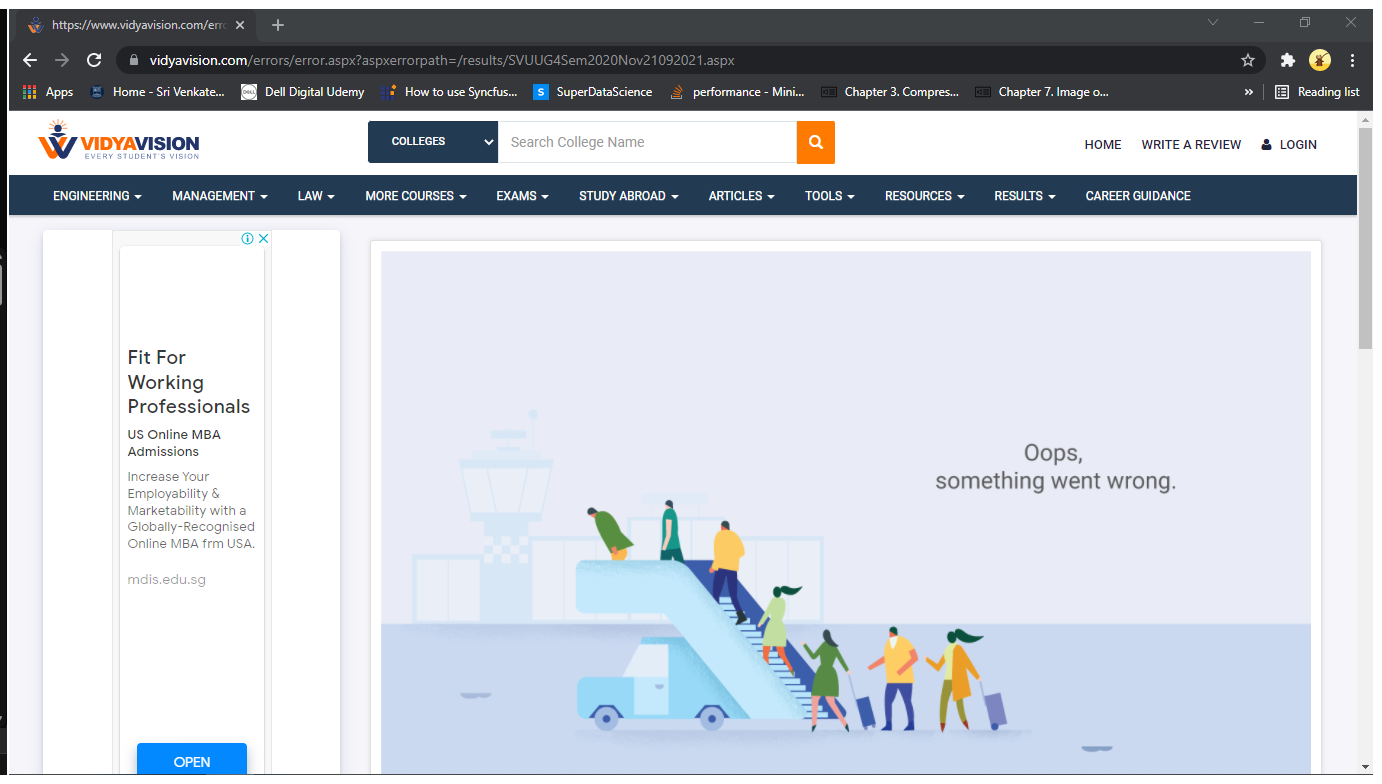 https://www.vidyavision.com/erro
vidyavision.com/errors/error.aspx?aspxerrorpath=/results/SVUUG4Sem2020Nov21092021.aspx
Apps Home - Sri Venkate... Dell Digital Udemy How to use Syncfus... S SuperDataScience performance - Mini... Chapter 3. Compres... Chapter 7. Image o... » Reading list
VIDYAVISION
EVERY STUDENT'S VISION
COLLEGES Search College Name HOME WRITE A REVIEW LOGIN
ENGINEERING MANAGEMENT LAW MORE COURSES EXAMS STUDY ABROAD ARTICLES TOOLS RESOURCES RESULTS CAREER GUIDANCE
Fit For
Working
Professionals
US Online MBA
Admissions
Increase Your
Employability &
Marketability with a
Globally-Recognised
Online MBA frm USA.
mdis.edu.sg
OPEN
Oops,
something went wrong.